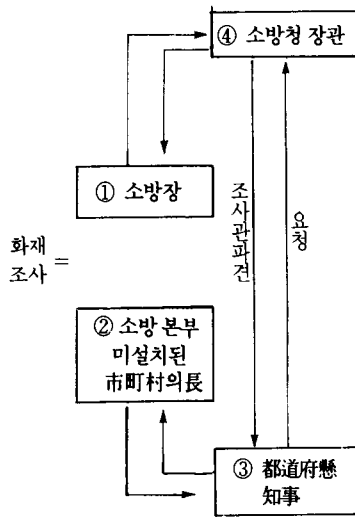 ④ 소방청 장관
① 소방장
조사관파견
요청
화재
조사 =
② 소방 본부
미설치된
市町村의長
③ 都道府懸
知事